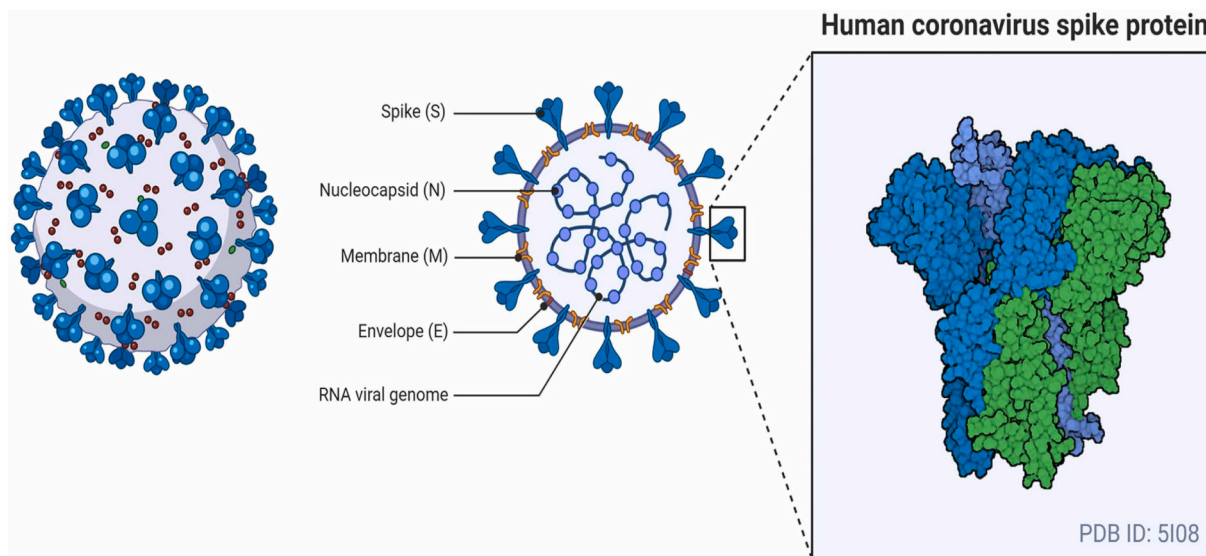 Human coronavirus spike protein
Spike (S)
Nucleocapsid (N)
Membrane (M)
Envelope (E)
RNA viral genome
PDB ID: 5I08